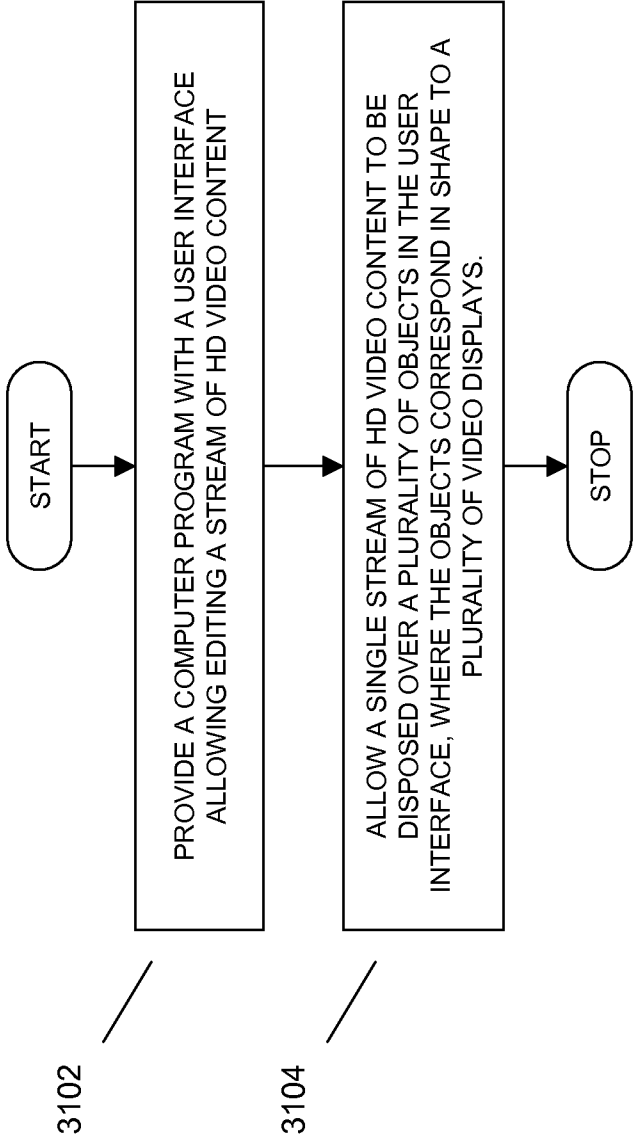 START
3102
PROVIDE A COMPUTER PROGRAM WITH A USER INTERFACE
ALLOWING EDITING A STREAM OF HD VIDEO CONTENT
3104
ALLOW A SINGLE STREAM OF HD VIDEO CONTENT TO BE
DISPOSED OVER A PLURALITY OF OBJECTS IN THE USER
INTERFACE, WHERE THE OBJECTS CORRESPOND IN SHAPE TO A
PLURALITY OF VIDEO DISPLAYS.
STOP